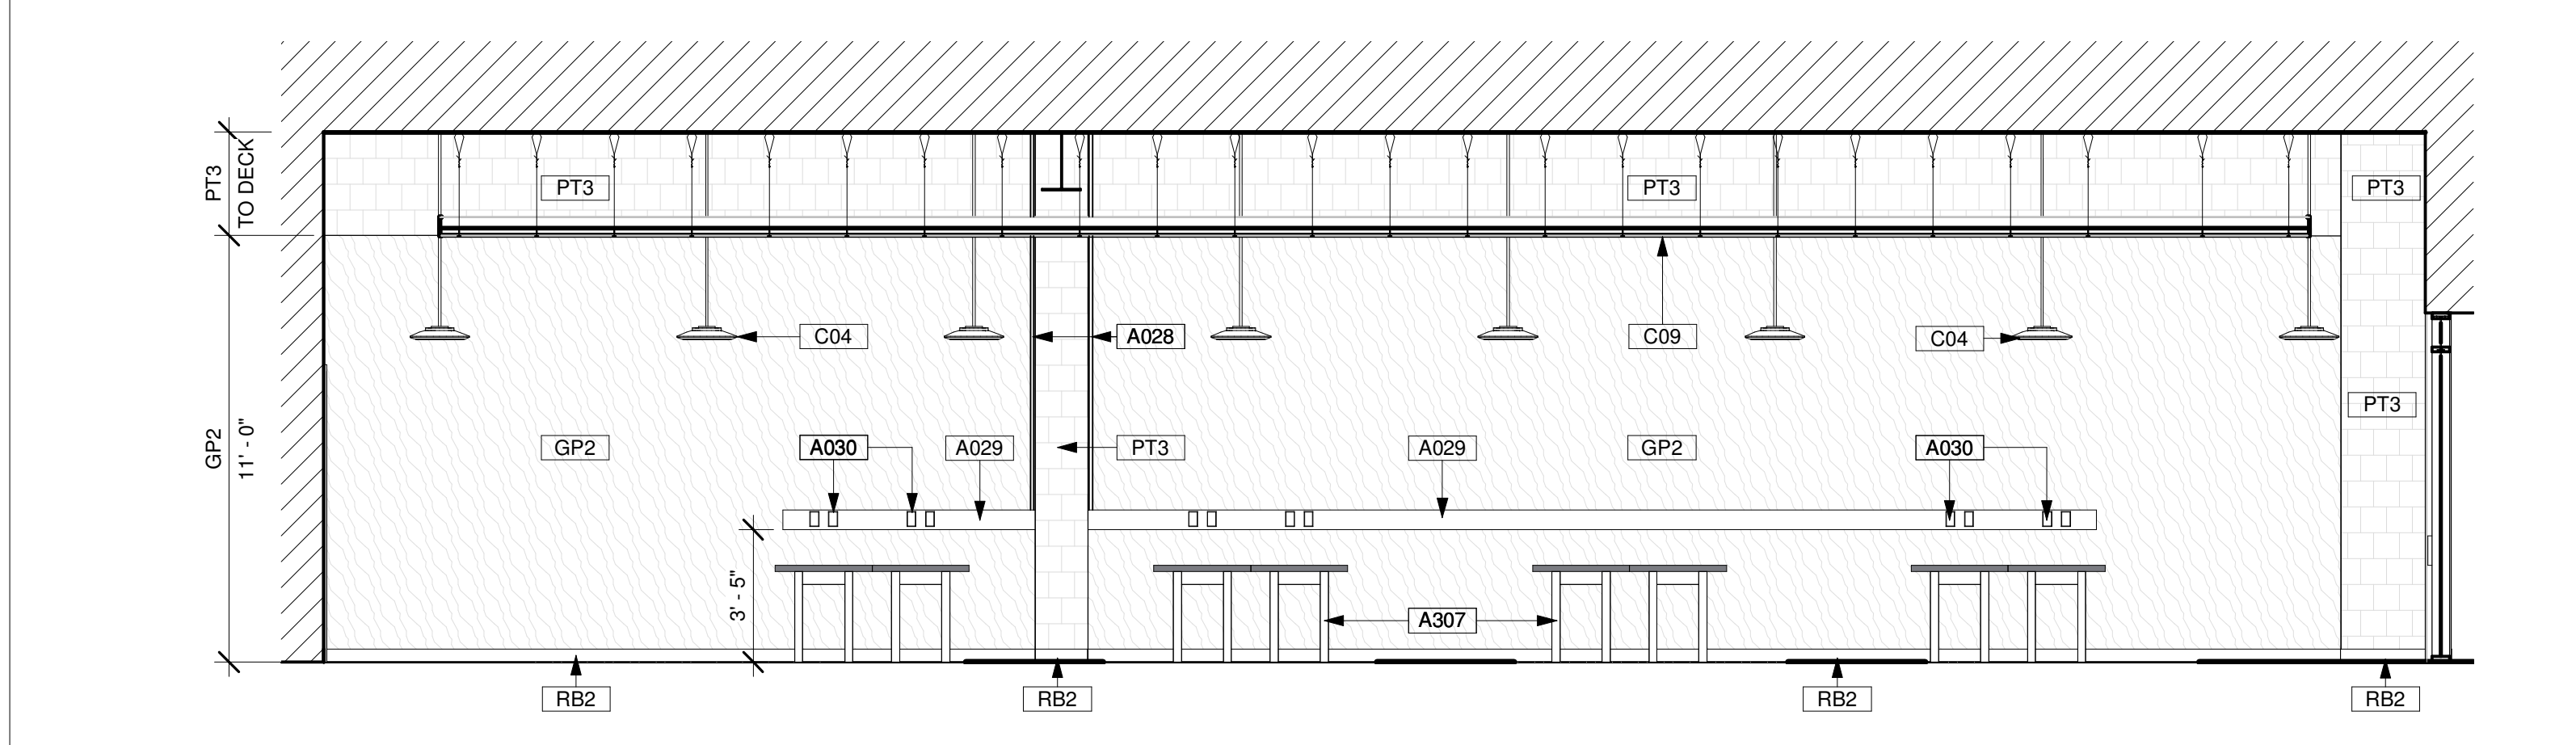 PT3
TO DECK
PT3
PT3
PT3
C04
A028
C09
C04
PT3
GP2
11' - 0"
GP2
A030
A029
PT3
A029
GP2
A030
3' - 5"
A307
RB2
RB2
RB2
RB2